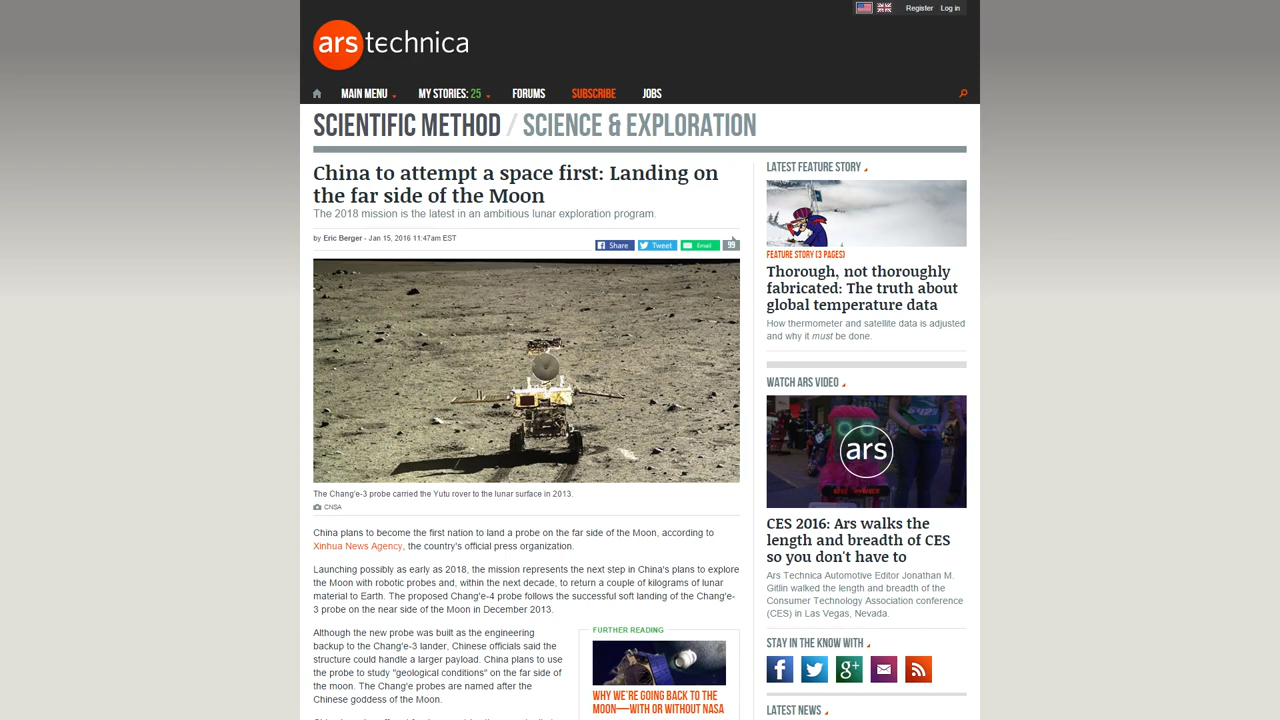 Register Log in
ars technica
MAIN MENU MY STORIES: 25 FORUMS SUBSCRIBE JOBS
SCIENTIFIC METHOD / SCIENCE & EXPLORATION
China to attempt a space first: Landing on
the far side of the Moon
The 2018 mission is the latest in an ambitious lunar exploration program.
by Eric Berger - Jan 15, 2016 11:47am EST
Share Tweet Email 99
The Chang'e-3 probe carried the Yutu rover to the lunar surface in 2013.
CNSA
China plans to become the first nation to land a probe on the far side of the Moon, according to
Xinhua News Agency, the country's official press organization.
Launching possibly as early as 2018, the mission represents the next step in China's plans to explore
the Moon with robotic probes and, within the next decade, to return a couple of kilograms of lunar
material to Earth. The proposed Chang'e-4 probe follows the successful soft landing of the Chang'e-
3 probe on the near side of the Moon in December 2013.
Although the new probe was built as the engineering
backup to the Chang'e-3 lander, Chinese officials said the
structure could handle a larger payload. China plans to use
the probe to study "geological conditions" on the far side of
the moon. The Chang'e probes are named after the
Chinese goddess of the Moon.
FURTHER READING
WHY WE'RE GOING BACK TO THE
MOON—WITH OR WITHOUT NASA
LATEST FEATURE STORY
FEATURE STORY (3 PAGES)
Thorough, not thoroughly
fabricated: The truth about
global temperature data
How thermometer and satellite data is adjusted
and why it must be done.
WATCH ARS VIDEO
ars
CES 2016: Ars walks the
length and breadth of CES
so you don't have to
Ars Technica Automotive Editor Jonathan M.
Gitlin walked the length and breadth of the
Consumer Technology Association conference
(CES) in Las Vegas, Nevada.
STAY IN THE KNOW WITH
f g+
LATEST NEWS